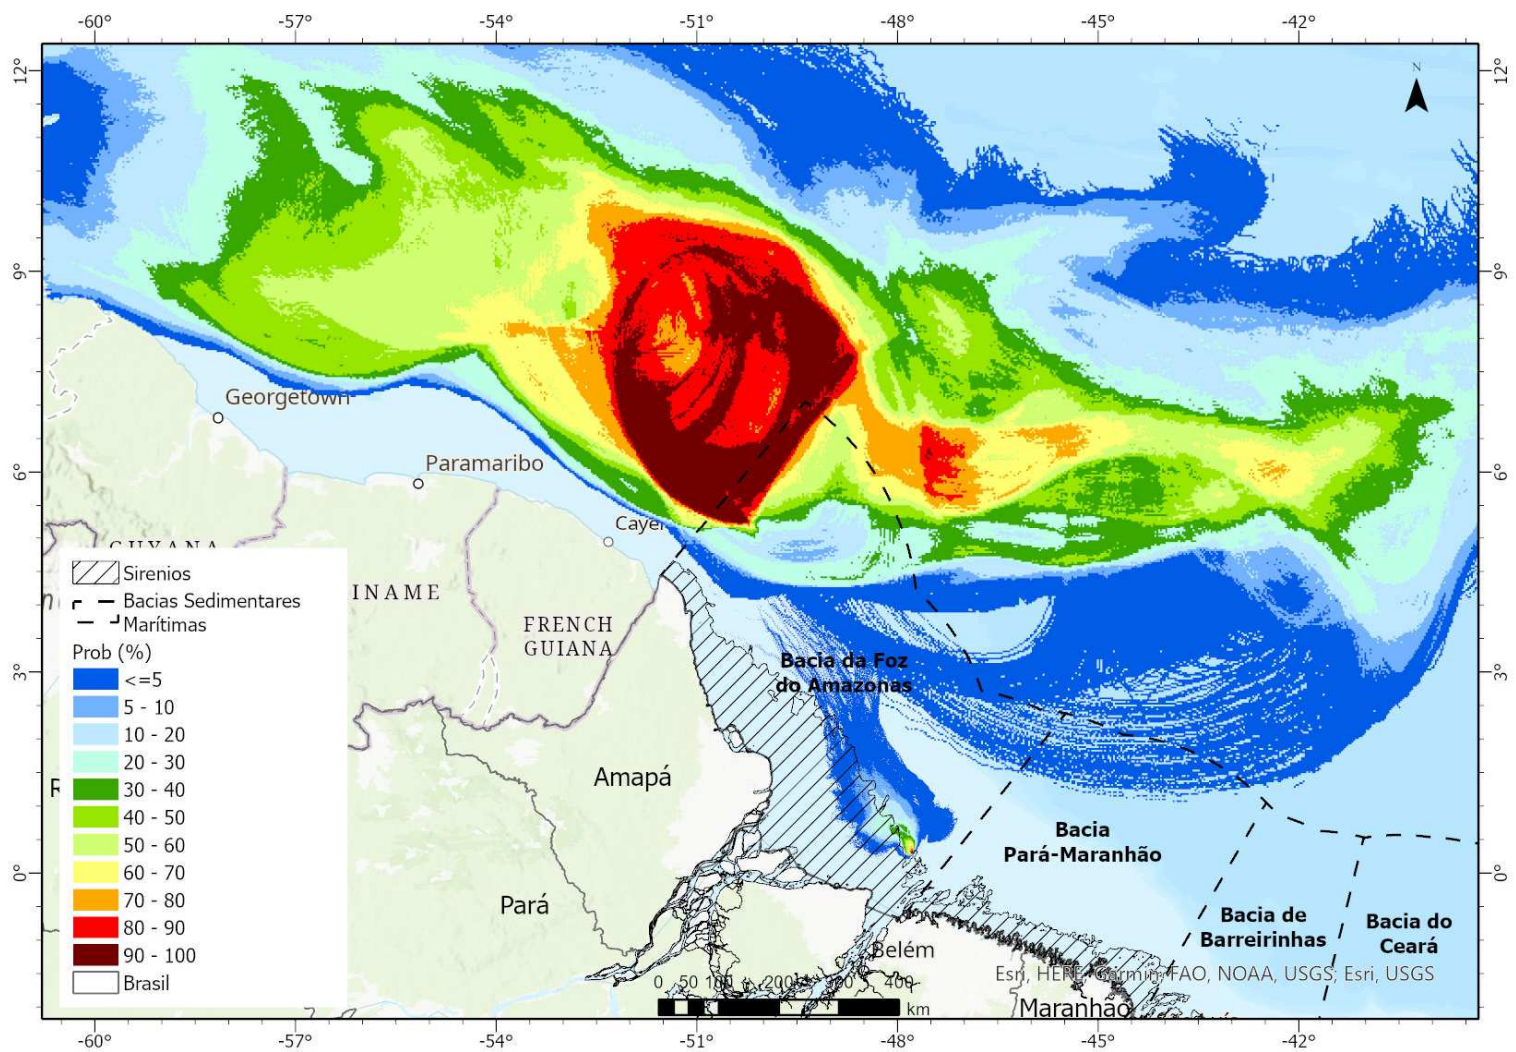 -60° -57° -54° -51° -48° -45° -42°
12° 12°
N
9° 9°
Georgetown
6° 6°
Paramaribo
GUYANA
Sirenios
Bacias Sedimentares
Marítimas
INAME
FRENCH
GUIANA
Prob (%)
<=5
5 - 10
10 - 20
20 - 30
30 - 40
40 - 50
50 - 60
60 - 70
70 - 80
80 - 90
90 - 100
Brasil
3° 3°
Bacia da Foz
do Amazonas
Amapá
Bacia
Pará-Maranhão
0° 0°
Pará
Bacia de
Barreirinhas
Bacia do
Ceará
Belém
Esri, HERE, Garmin, FAO, NOAA, USGS; Esri, USGS
0 50 100 200 300 400
km
Maranhão
-60° -57° -54° -51° -48° -45° -42°